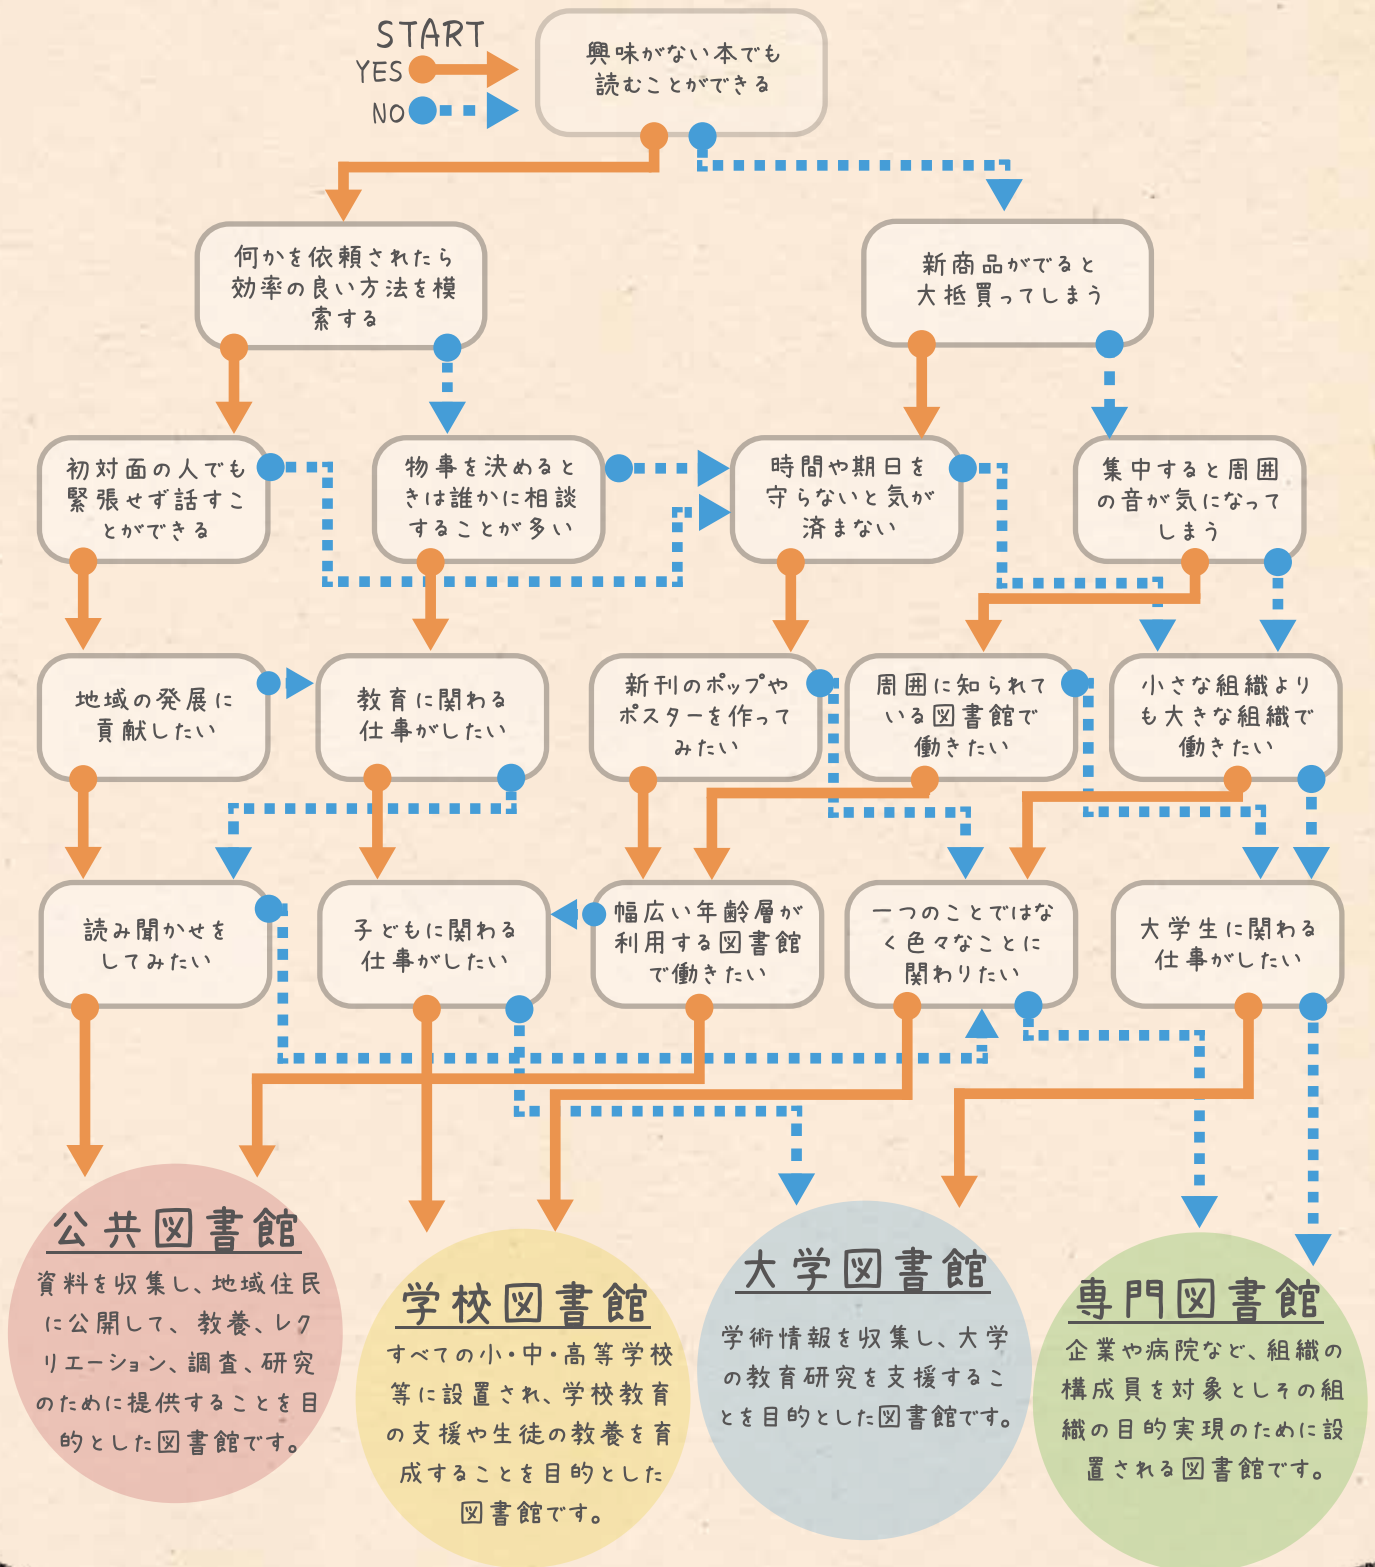 START
YES
NO
興味がない本でも
読むことができる
何かを依頼されたら
効率の良い方法を模
索する
新商品がでると
大抵買ってしまう
初対面の人でも
緊張せず話すこ
とができる
物事を決めると
きは誰かに相談
することが多い
時間や期日を
守らないと気が
済まない
集中すると周囲
の音が気になって
しまう
地域の発展に
貢献したい
教育に関わる
仕事がしたい
新刊のポップや
ポスターを作って
みたい
周囲に知られて
いる図書館で
働きたい
小さな組織より
も大きな組織で
働きたい
読み聞かせを
してみたい
子どもに関わる
仕事がしたい
幅広い年齢層が
利用する図書館
で働きたい
一つのことではな
く色々なことに
関わりたい
大学生に関わる
仕事がしたい
公共図書館
資料を収集し、地域住民
に公開して、教養、レク
リエーション、調査、研究
のために提供することを目
的とした図書館です。
学校図書館
すべての小・中・高等学校
等に設置され、学校教育
の支援や生徒の教養を育
成することを目的とした
図書館です。
大学図書館
学術情報を収集し、大学
の教育研究を支援するこ
とを目的とした図書館です。
専門図書館
企業や病院など、組織の
構成員を対象としその組
織の目的実現のために設
置される図書館です。